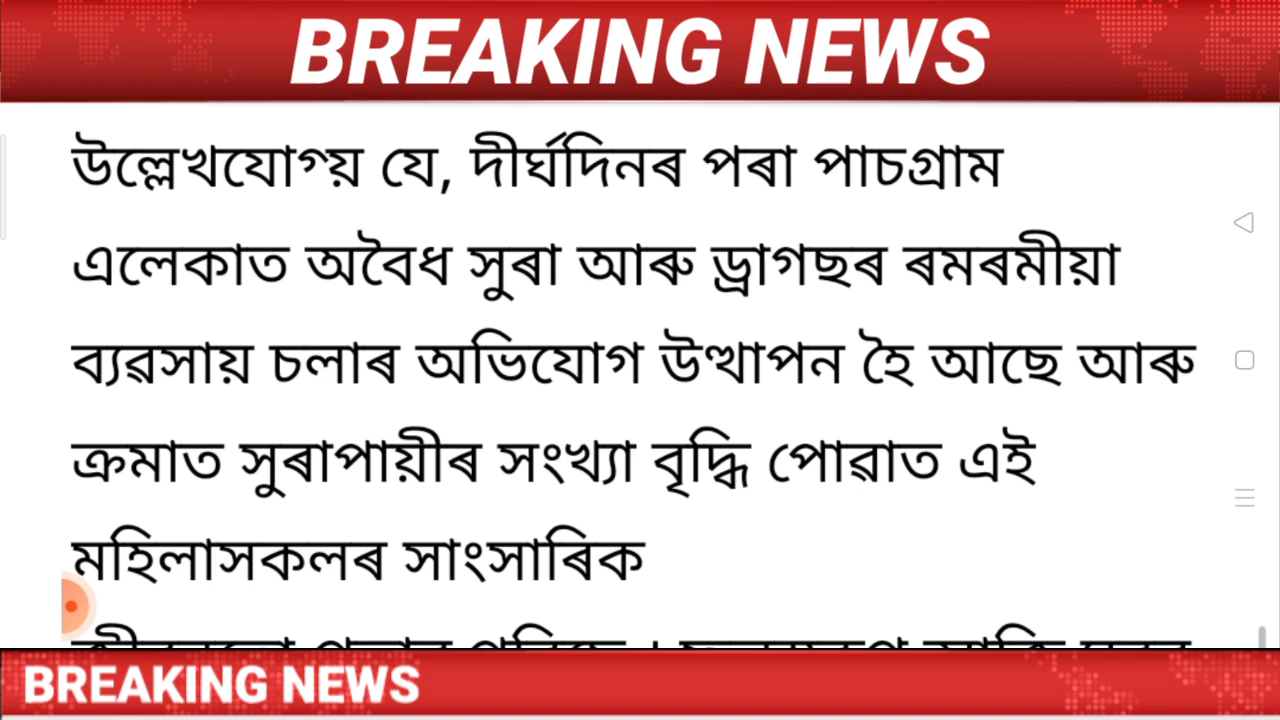 BREAKING NEWS
উল্লেখযোগ্য় যে, দীৰ্ঘদিনৰ পৰা পাচগ্ৰাম
এলেকাত অবৈধ সুৰা আৰু ড্ৰাগছৰ ৰমৰমীয়া
ব্যৱসায় চলাৰ অভিযোগ উত্থাপন হৈ আছে আৰু
ক্ৰমাত সুৰাপায়ীৰ সংখ্যা বৃদ্ধি পোৱাত এই
মহিলাসকলৰ সাংসাৰিক
BREAKING NEWS